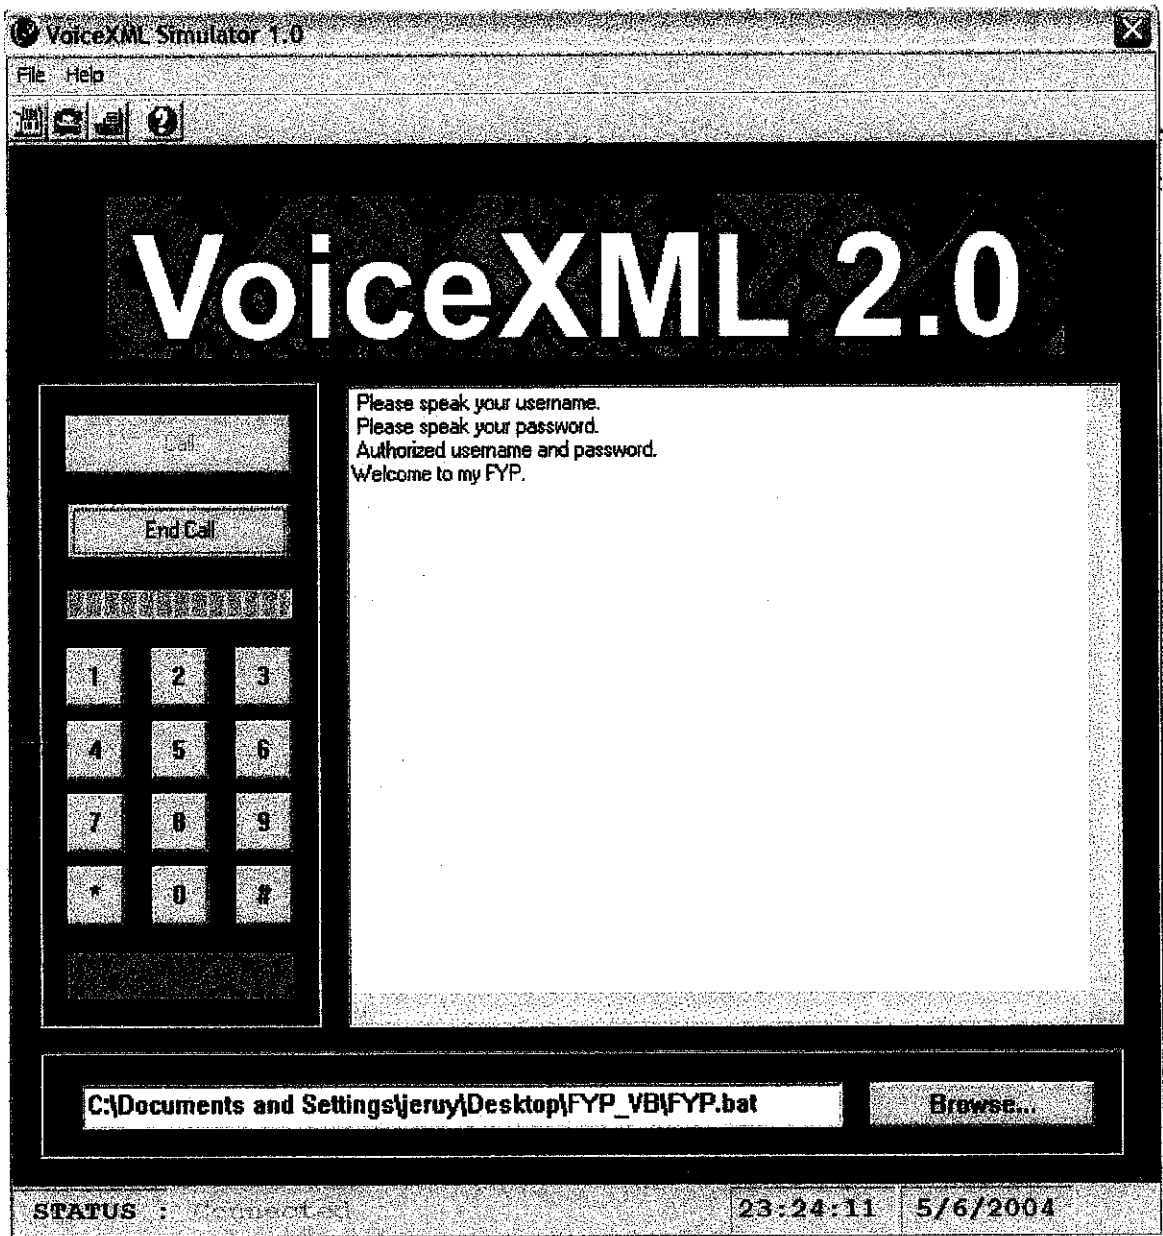 VoiceXML Simulator 1.0
File Help
VoiceXML 2.0
Call
End Call
Please speak your username.
Please speak your password.
Authorized username and password.
Welcome to my FYP.
1 2 3
4 5 6
7 8 9
* 0 #
C:\Documents and Settings\jeruy\Desktop\FYP_VB\FYP.bat
Browse...
STATUS : Connected
23:24:11 5/6/2004